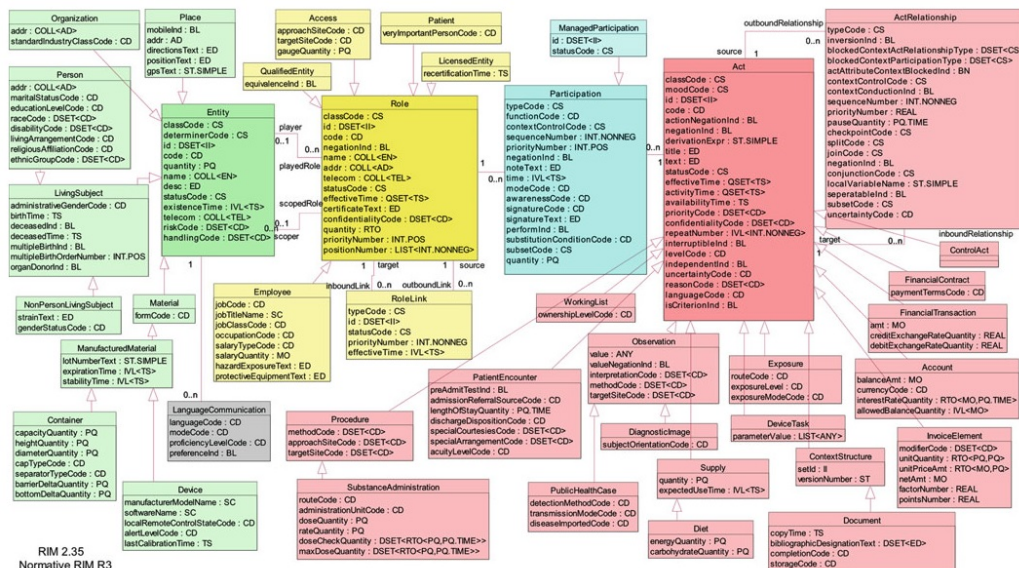 Organization
addr : COLL<AD>
standardIndustryClassCode : CD
Place
mobileInd : BL
addr : AD
directionsText : ED
positionText : ED
gpsText : ST.SIMPLE
Access
approachSiteCode : CD
targetSiteCode : CD
gaugeQuantity : PQ
Patient
veryImportantPersonCode : CD
ManagedParticipation
id : DSET<II>
statusCode : CS
outboundRelationship
source
1
0..n
ActRelationship
typeCode : CS
inversionInd : BL
blockedContextActRelationshipType : DSET<CS>
blockedContextParticipationType : DSET<CS>
actAttributeContextBlockedInd : BN
contextControlCode : CS
contextConductionInd : BL
sequenceNumber : INT.NONNEG
priorityNumber : REAL
pauseQuantity : PQ.TIME
checkpointCode : CS
splitCode : CS
joinCode : CS
negationInd : BL
conjunctionCode : CS
localVariableName : ST.SIMPLE
seperatableInd : BL
subsetCode : CS
uncertaintyCode : CD
Person
addr : COLL<AD>
maritalStatusCode : CD
educationLevelCode : CD
raceCode : DSET<CD>
disabilityCode : DSET<CD>
livingArrangementCode : CD
religiousAffiliationCode : CD
ethnicGroupCode : DSET<CD>
QualifiedEntity
equivalenceInd : BL
LicensedEntity
recertificationTime : TS
Entity
classCode : CS
determinerCode : CS
id : DSET<II>
code : CD
quantity : PQ
name : COLL<EN>
desc : ED
statusCode : CS
existenceTime : IVL<TS>
telecom : COLL<TEL>
riskCode : DSET<CD>
handlingCode : DSET<CD>
player
0..1
0..n
playedRole
scopedRole
0..n
0..1
scoper
Role
classCode : CS
id : DSET<II>
code : CD
negationInd : BL
name : COLL<EN>
addr : COLL<AD>
telecom : COLL<TEL>
statusCode : CS
effectiveTime : QSET<TS>
certificateText : ED
confidentialityCode : DSET<CD>
quantity : RTO
priorityNumber : INT.POS
positionNumber : LIST<INT.NONNEG>
1
0..n
Participation
typeCode : CS
functionCode : CD
contextControlCode : CS
sequenceNumber : INT.NONNEG
priorityNumber : INT.POS
negationInd : BL
noteText : ED
time : IVL<TS>
modeCode : CD
awarenessCode : CD
signatureCode : CD
signatureText : ED
performInd : BL
substitutionConditionCode : CD
subsetCode : CS
quantity : PQ
0..n
1
Act
classCode : CS
moodCode : CS
id : DSET<II>
code : CD
actionNegationInd : BL
negationInd : BL
derivationExpr : ST.SIMPLE
title : ED
text : ED
statusCode : CS
effectiveTime : QSET<TS>
activityTime : QSET<TS>
availabilityTime : TS
priorityCode : DSET<CD>
confidentialityCode : DSET<CD>
repeatNumber : IVL<INT.NONNEG>
interruptibleInd : BL
levelCode : CD
independentInd : BL
uncertaintyCode : CD
reasonCode : DSET<CD>
languageCode : CD
isCriterionInd : BL
1
target
0..n
inboundRelationship
LivingSubject
administrativeGenderCode : CD
birthTime : TS
deceasedInd : BL
deceasedTime : TS
multipleBirthInd : BL
multipleBirthOrderNumber : INT.POS
organDonorInd : BL
1
1
target
inboundLink
0..n
1
source
outboundLink
0..n
ControlAct
FinancialContract
paymentTermsCode : CD
NonPersonLivingSubject
strainText : ED
genderStatusCode : CD
Material
formCode : CD
Employee
jobCode : CD
jobTitleName : SC
jobClassCode : CD
occupationCode : CD
salaryTypeCode : CD
salaryQuantity : MO
hazardExposureText : ED
protectiveEquipmentText : ED
RoleLink
typeCode : CS
id : DSET<II>
statusCode : CS
priorityNumber : INT.NONNEG
effectiveTime : IVL<TS>
WorkingList
ownershipLevelCode : CD
FinancialTransaction
amt : MO
creditExchangeRateQuantity : REAL
debitExchangeRateQuantity : REAL
ManufacturedMaterial
lotNumberText : ST.SIMPLE
expirationTime : IVL<TS>
stabilityTime : IVL<TS>
Observation
value : ANY
valueNegationInd : BL
interpretationCode : DSET<CD>
methodCode : DSET<CD>
targetSiteCode : DSET<CD>
Exposure
routeCode : CD
exposureLevel : CD
exposureModeCode : CD
Account
balanceAmt : MO
currencyCode : CD
interestRateQuantity : RTO<MO,PQ.TIME>
allowedBalanceQuantity : IVL<MO>
0..n
LanguageCommunication
languageCode : CD
modeCode : CD
proficiencyLevelCode : CD
preferenceInd : BL
PatientEncounter
preAdmitTestInd : BL
admissionReferralSourceCode : CD
lengthOfStayQuantity : PQ.TIME
dischargeDispositionCode : CD
specialCourtesiesCode : DSET<CD>
specialArrangementCode : DSET<CD>
acuityLevelCode : CD
Procedure
methodCode : DSET<CD>
approachSiteCode : DSET<CD>
targetSiteCode : DSET<CD>
DiagnosticImage
subjectOrientationCode : CD
DeviceTask
parameterValue : LIST<ANY>
InvoiceElement
modifierCode : DSET<CD>
unitQuantity : RTO<PQ,PQ>
unitPriceAmt : RTO<MO,PQ>
netAmt : MO
factorNumber : REAL
pointsNumber : REAL
Container
capacityQuantity : PQ
heightQuantity : PQ
diameterQuantity : PQ
capTypeCode : CD
separatorTypeCode : CD
barrierDeltaQuantity : PQ
bottomDeltaQuantity : PQ
Device
manufacturerModelName : SC
softwareName : SC
localRemoteControlStateCode : CD
alertLevelCode : CD
lastCalibrationTime : TS
SubstanceAdministration
routeCode : CD
administrationUnitCode : CD
doseQuantity : PQ
rateQuantity : PQ
doseCheckQuantity : DSET<RTO<PQ,PQ.TIME>>
maxDoseQuantity : DSET<RTO<PQ,PQ.TIME>>
PublicHealthCase
detectionMethodCode : CD
transmissionModeCode : CD
diseaseImportedCode : CD
Supply
quantity : PQ
expectedUseTime : IVL<TS>
ContextStructure
setId : II
versionNumber : ST
Diet
energyQuantity : PQ
carbohydrateQuantity : PQ
Document
copyTime : TS
bibliographicDesignationText : DSET<ED>
completionCode : CD
storageCode : CD
RIM 2.35
Normative RIM R3